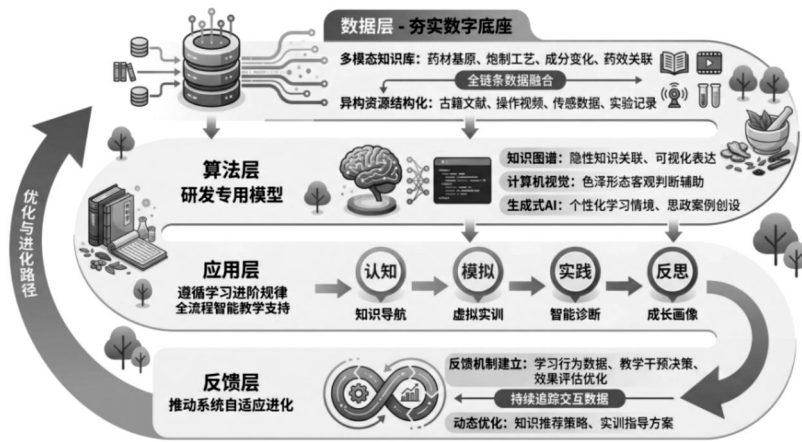 数据层 - 夯实数字底座
多模态知识库：药材基原、炮制工艺、成分变化、药效关联
全链条数据融合
异构资源结构化：古籍文献、操作视频、传感数据、实验记录
算法层
研发专用模型
知识图谱：隐性知识关联、可视化表达
计算机视觉：色泽形态客观判断辅助
生成式AI：个性化学习情境、思政案例创设
优化与进化路径
应用层
遵循学习进阶规律
全流程智能教学支持
认知
模拟
实践
反思
知识导航
虚拟实训
智能诊断
成长画像
反馈层
推动系统自适应进化
反馈机制建立：学习行为数据、教学干预决策、
效果评估优化
持续追踪交互数据
动态优化：知识推荐策略、实训指导方案